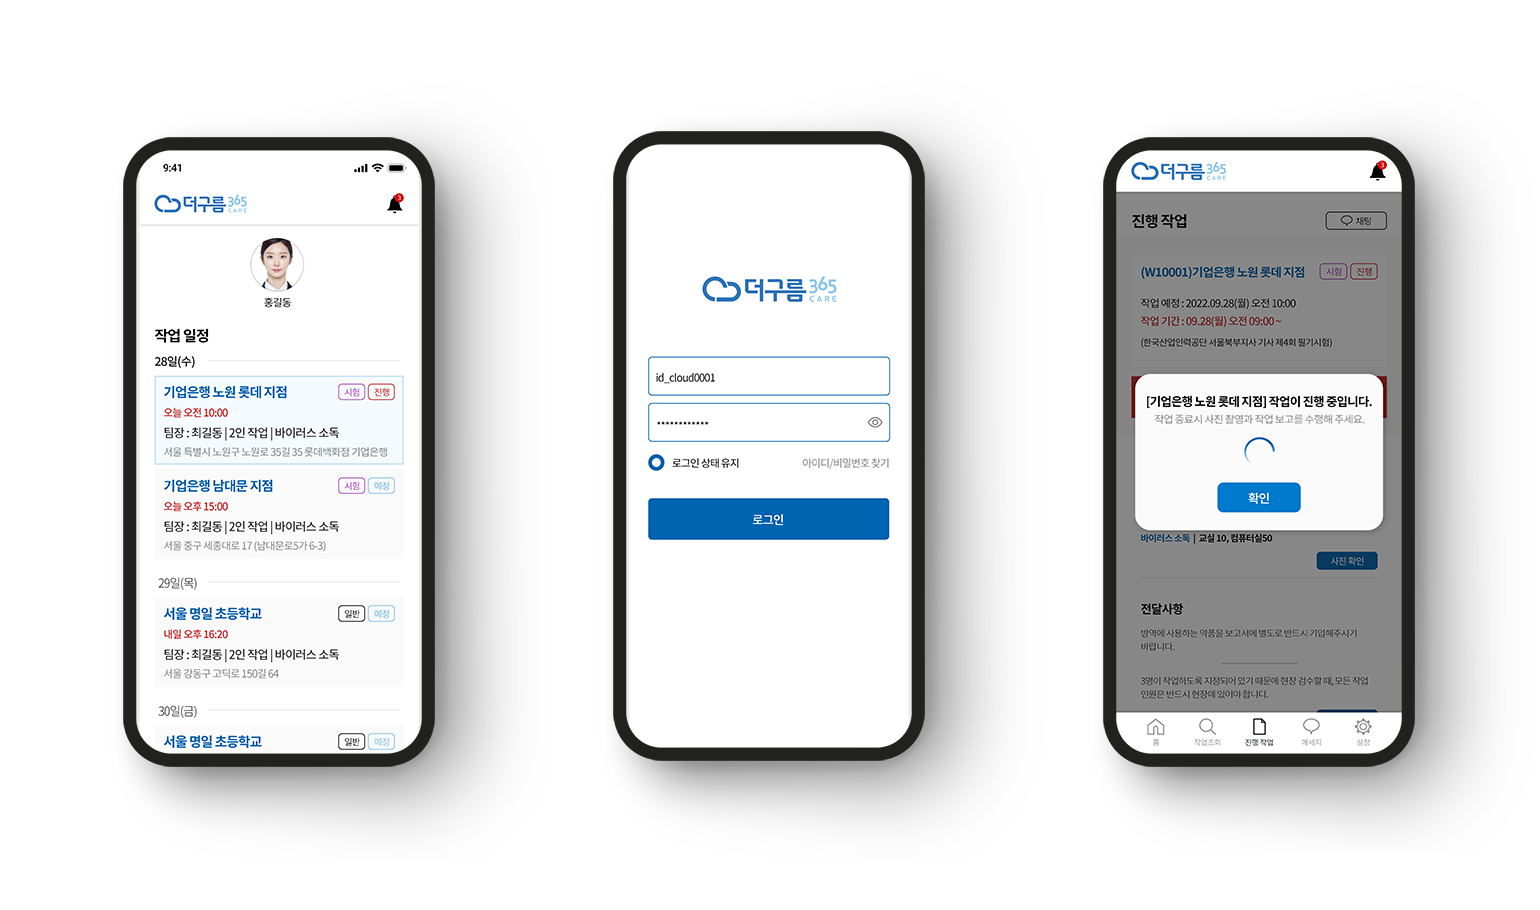 9:41
더구름 365
CARE
3
홍길동
작업 일정
28일(수)
기업은행 노원 롯데 지점
시험
진행
오늘 오전 10:00
팀장 : 최길동 | 2인 작업 | 바이러스 소독
서울 특별시 노원구 노원로 35길 35 롯데백화점 기업은행
기업은행 남대문 지점
시험
예정
오늘 오후 15:00
팀장 : 최길동 | 2인 작업 | 바이러스 소독
서울 중구 세종대로 17 (남대문로5가 6-3)
29일(목)
서울 명일 초등학교
일반
예정
내일 오후 16:20
팀장 : 최길동 | 2인 작업 | 바이러스 소독
서울 강동구 고덕로 150길 64
30일(금)
서울 명일 초등학교
일반
예정
더구름 365
CARE
id_cloud0001
************
로그인 상태 유지
아이디/비밀번호 찾기
로그인
더구름 365
CARE
3
진행 작업
채팅
(W10001)기업은행 노원 롯데 지점
시험
진행
작업 예정 : 2022.09.28(월) 오전 10:00
작업 기간 : 09.28(월) 오전 09:00 ~
(한국산업인력공단 서울북부지사 기사 제4회 필기시험)
[기업은행 노원 롯데 지점] 작업이 진행 중입니다.
작업 종료시 사진 촬영과 작업 보고를 수행해 주세요.
확인
바이러스 소독 | 교실 10, 컴퓨터실50
사진 확인
전달사항
방역에 사용하는 약품을 보고서에 별도로 반드시 기입해주시기
바랍니다.
3명이 작업하도록 지정되어 있기 때문에 현장 검수할 때, 모든 작업
인원은 반드시 현장에 있어야 합니다.
홈
작업조회
진행 작업
메세지
설정